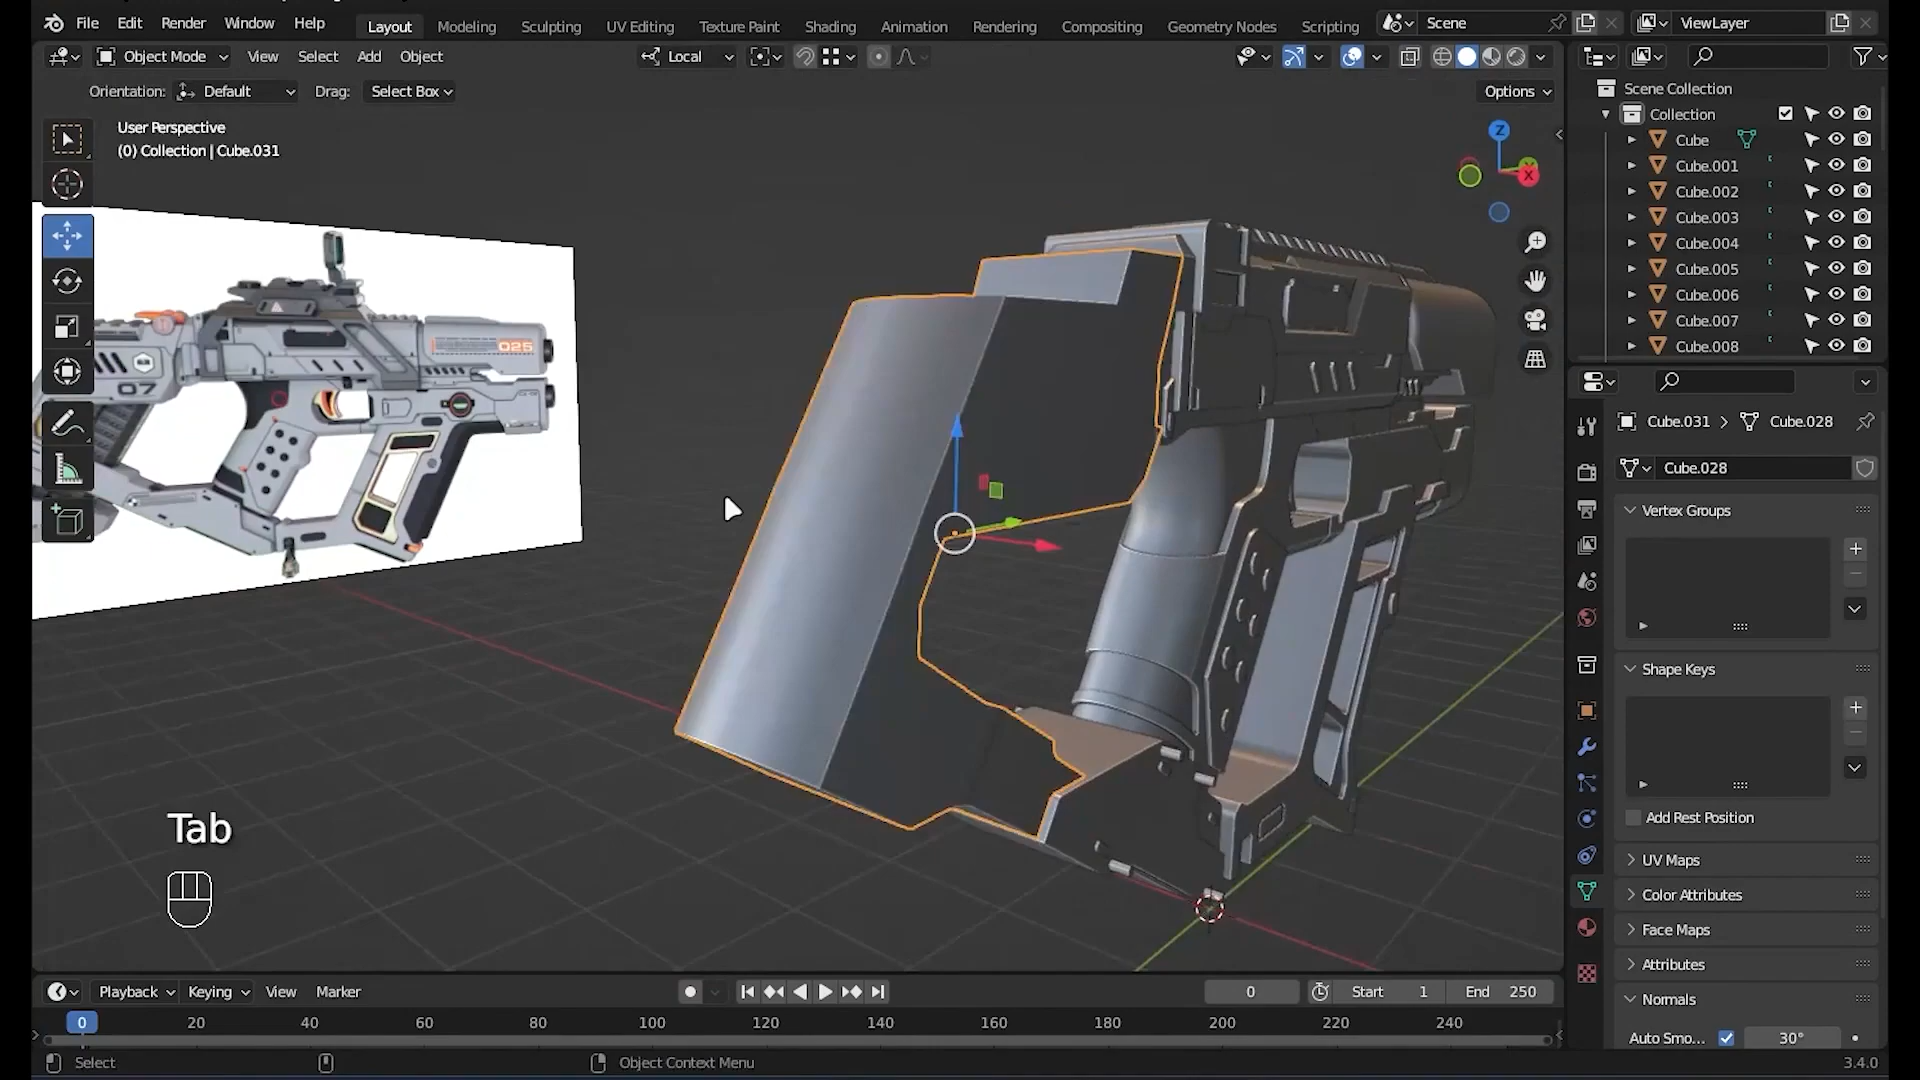 File Edit Render Window Help Layout Modeling Sculpting UV Editing Texture Paint Shading Animation Rendering Compositing Geometry Nodes Scripting Scene ViewLayer
Object Mode View Select Add Object Local
Orientation: Default Drag: Select Box Options
User Perspective
(0) Collection | Cube.031
Z
X
025
07
Tab
Scene Collection
Collection
Cube
Cube.001
Cube.002
Cube.003
Cube.004
Cube.005
Cube.006
Cube.007
Cube.008
Cube.031 > Cube.028
Cube.028
Vertex Groups
Shape Keys
Add Rest Position
UV Maps
Color Attributes
Face Maps
Attributes
Normals
Auto Smo... 30°
Playback Keying View Marker 0 Start 1 End 250
0 20 40 60 80 100 120 140 160 180 200 220 240
Select Object Context Menu 3.4.0